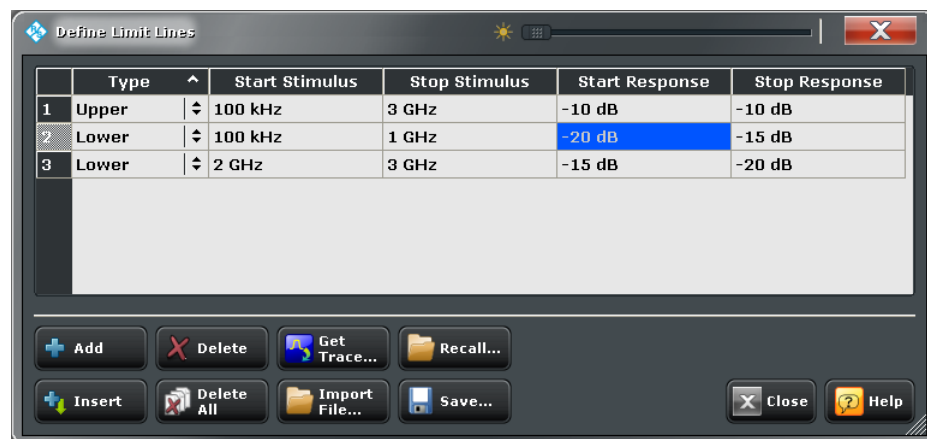 Define Limit Lines
Type Start Stimulus Stop Stimulus Start Response Stop Response
1 Upper 100 kHz 3 GHz -10 dB -10 dB
2 Lower 100 kHz 1 GHz -20 dB -15 dB
3 Lower 2 GHz 3 GHz -15 dB -20 dB
Add Delete Get Trace... Recall...
Insert Delete All Import File... Save... Close Help